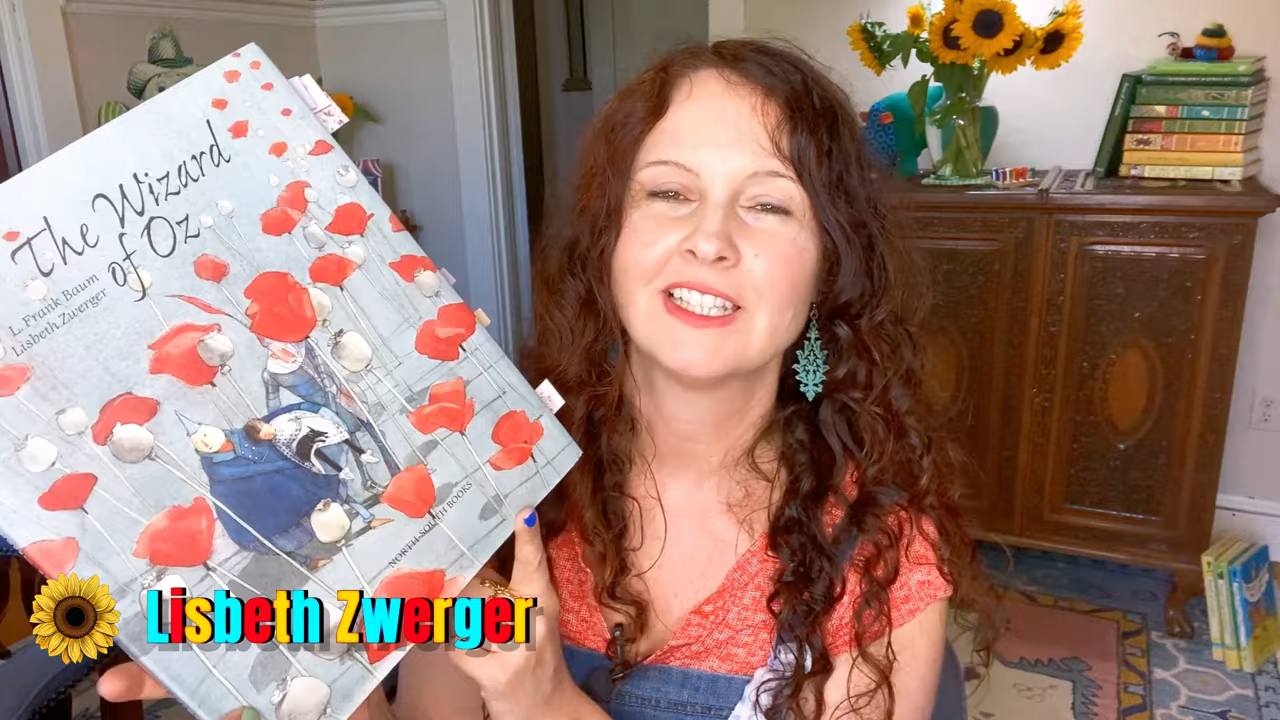 The Wizard
of Oz
L. Frank Baum
Lisbeth Zwerger
NORTH-SOUTH BOOKS
Lisbeth Zwerger